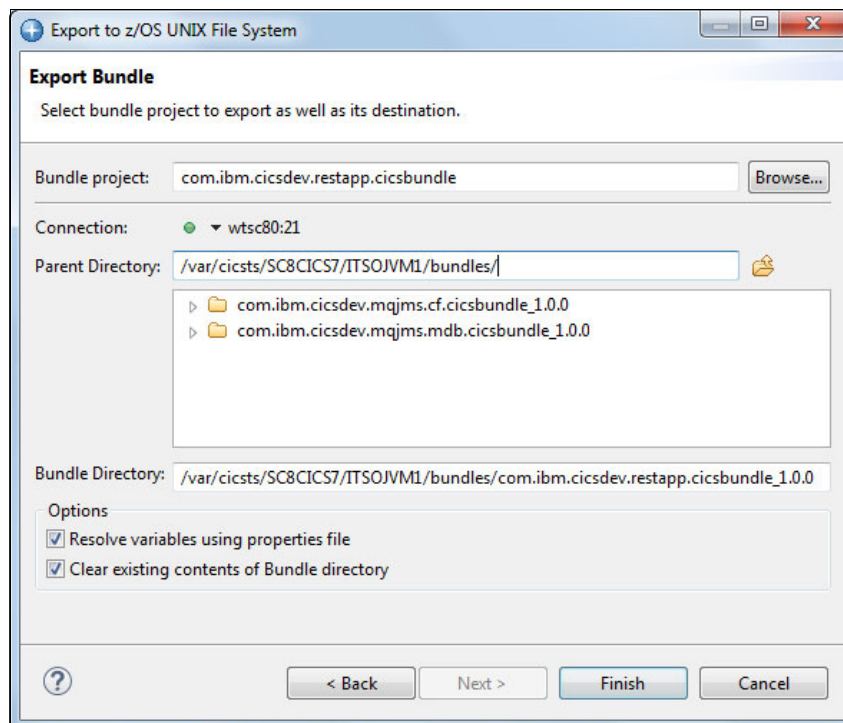 Export to z/OS UNIX File System
Export Bundle
Select bundle project to export as well as its destination.
Bundle project: com.ibm.cicsdev.restapp.cicsbundle Browse...
Connection: wtsc80:21
Parent Directory: /var/cicsts/SC8CICS7/ITSOJVM1/bundles/
com.ibm.cicsdev.mqjms.cf.cicsbundle_1.0.0
com.ibm.cicsdev.mqjms.mdb.cicsbundle_1.0.0
Bundle Directory: /var/cicsts/SC8CICS7/ITSOJVM1/bundles/com.ibm.cicsdev.restapp.cicsbundle_1.0.0
Options
Resolve variables using properties file
Clear existing contents of Bundle directory
? < Back Next > Finish Cancel